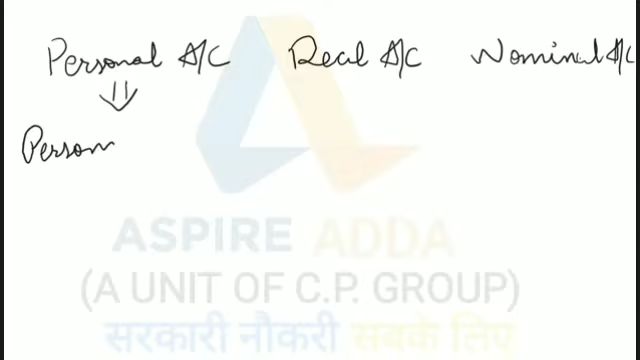 Personal A/C Real A/C Nominal A/C
Person
ASPIRE ADDA
(A UNIT OF C.P. GROUP)
सरकारी नौकरी सबके लिए